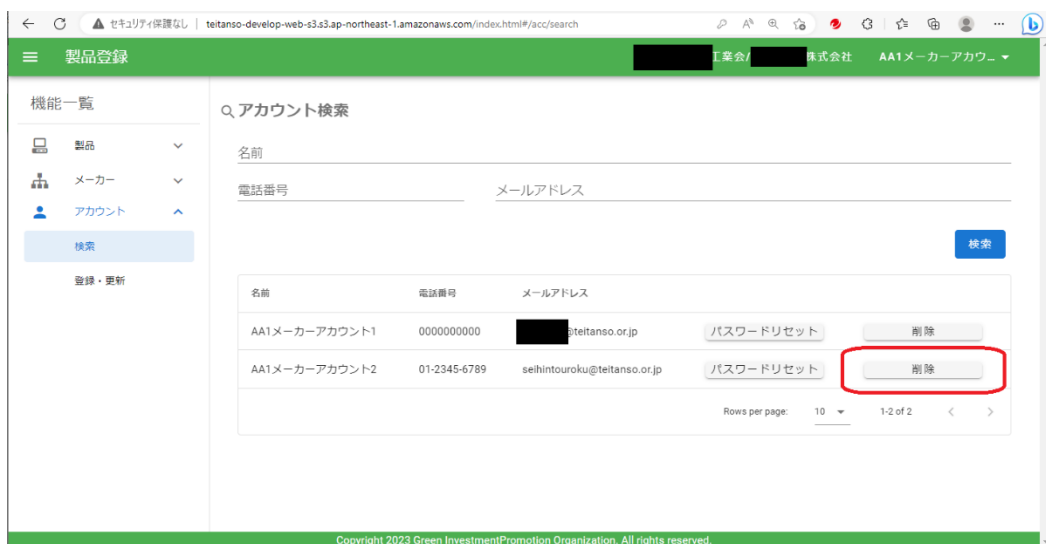 セキュリティ保護なし | teitanso-develop-web-s3.s3.ap-northeast-1.amazonaws.com/index.html#/acc/search
製品登録 工業会/ 株式会社 AA1メーカーアカウ...
機能一覧
製品
メーカー
アカウント
検索
登録・更新
アカウント検索
名前
電話番号 メールアドレス
検索
名前 電話番号 メールアドレス
AA1メーカーアカウント1 0000000000 @teitanso.or.jp パスワードリセット 削除
AA1メーカーアカウント2 01-2345-6789 seihintouroku@teitanso.or.jp パスワードリセット 削除
Rows per page: 10 1-2 of 2
Copyright 2023 Green InvestmentPromotion Organization. All rights reserved.